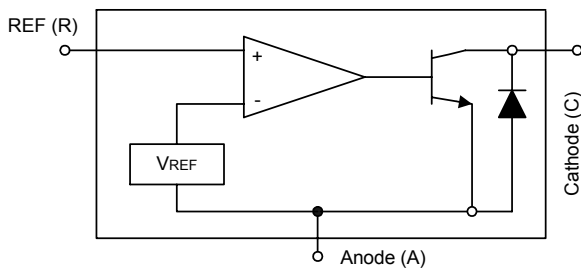 REF (R)
+
-
VREF
Cathode (C)
Anode (A)